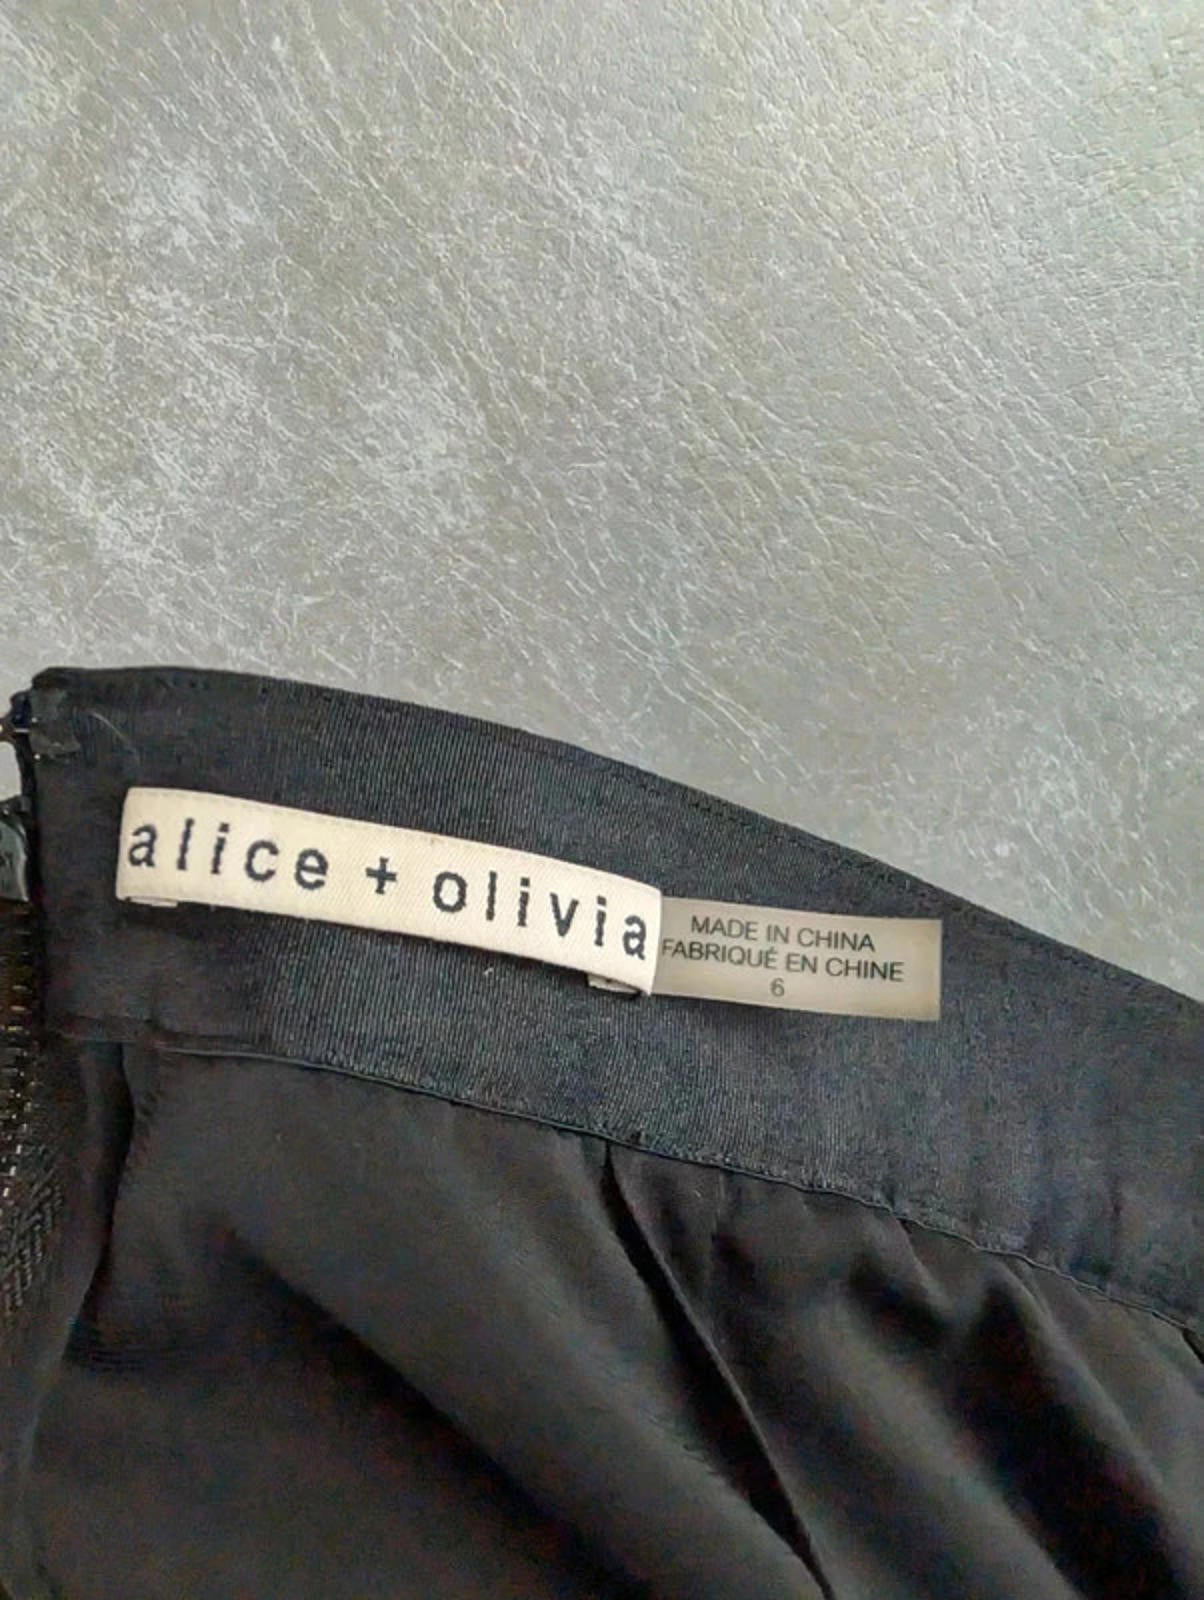 alice + olivia
MADE IN CHINA
FABRIQUÉ EN CHINE
6